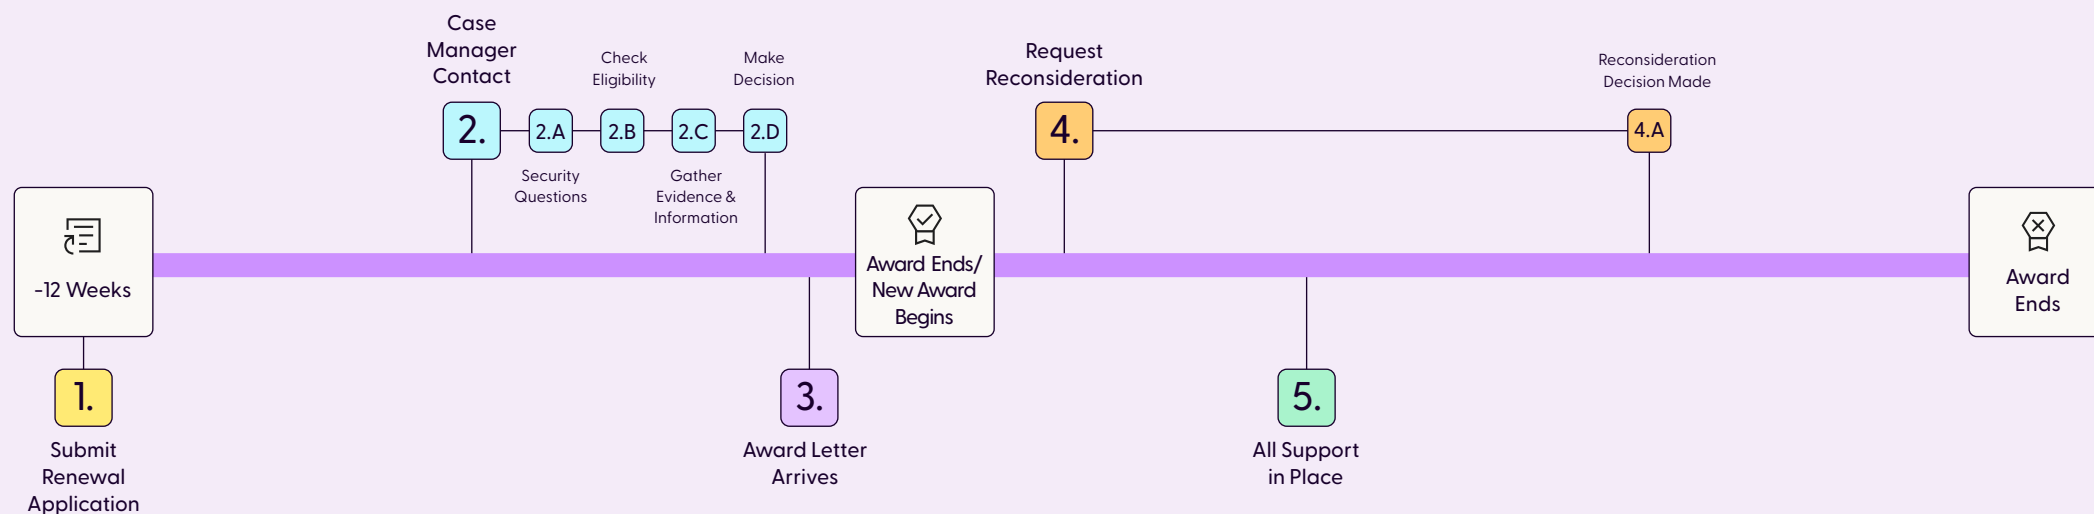 -12 Weeks
1.
Submit
Renewal
Application
Case
Manager
Contact
2.
2.A
Security
Questions
Check
Eligibility
2.B
2.C
Gather
Evidence &
Information
Make
Decision
2.D
3.
Award Letter
Arrives
Award Ends/
New Award
Begins
Request
Reconsideration
4.
5.
All Support
in Place
Reconsideration
Decision Made
4.A
Award
Ends